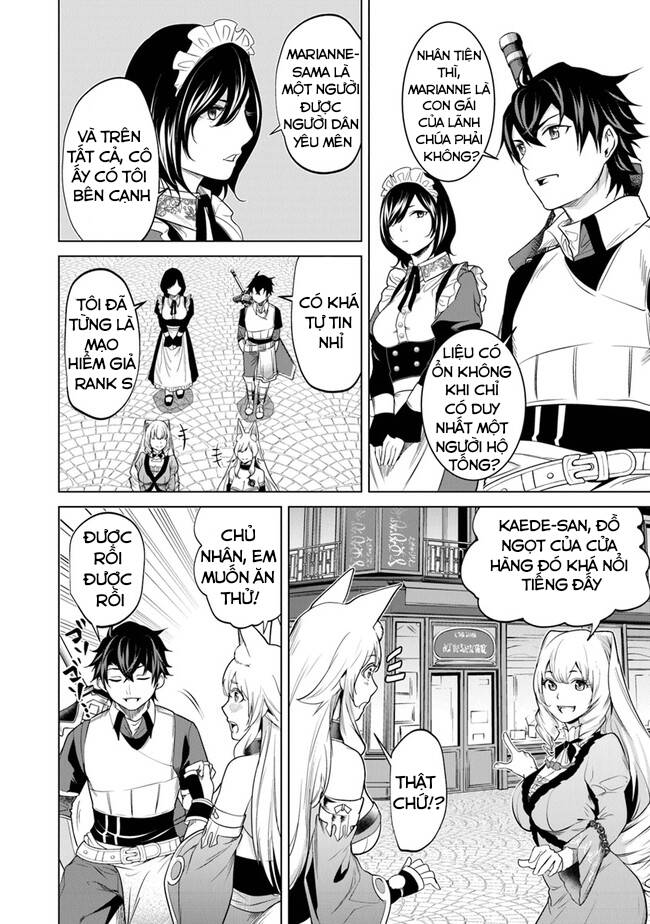 NHÂN TIỆN
THÌ,
MARIANNE LÀ
CON GÁI
CỦA LÃNH
CHÚA PHẢI
KHÔNG?
LIỆU CÓ
ỔN KHÔNG
KHI CHỈ
CÓ DUY
NHẤT MỘT
NGƯỜI HỘ
TỐNG?
MARIANNE-
SAMA LÀ
MỘT NGƯỜI
ĐƯỢC
NGƯỜI DÂN
YÊU MÊN
VÀ TRÊN
TẤT CẢ, CÔ
ẤY CÓ TÔI
BÊN CẠNH
CÓ KHÁ
TỰ TIN
NHỈ
TÔI ĐÃ
TỪNG LÀ
MẠO
HIỂM GIẢ
RANK S
KAEDE-SAN, ĐỒ
NGỌT CỦA CỬA
HÀNG ĐÓ KHÁ NỔI
TIẾNG ĐẤY
THẬT
CHỨ!?
CHỦ
NHÂN, EM
MUỐN ĂN
THỬ!
ĐƯỢC
RỒI
ĐƯỢC
RỒI